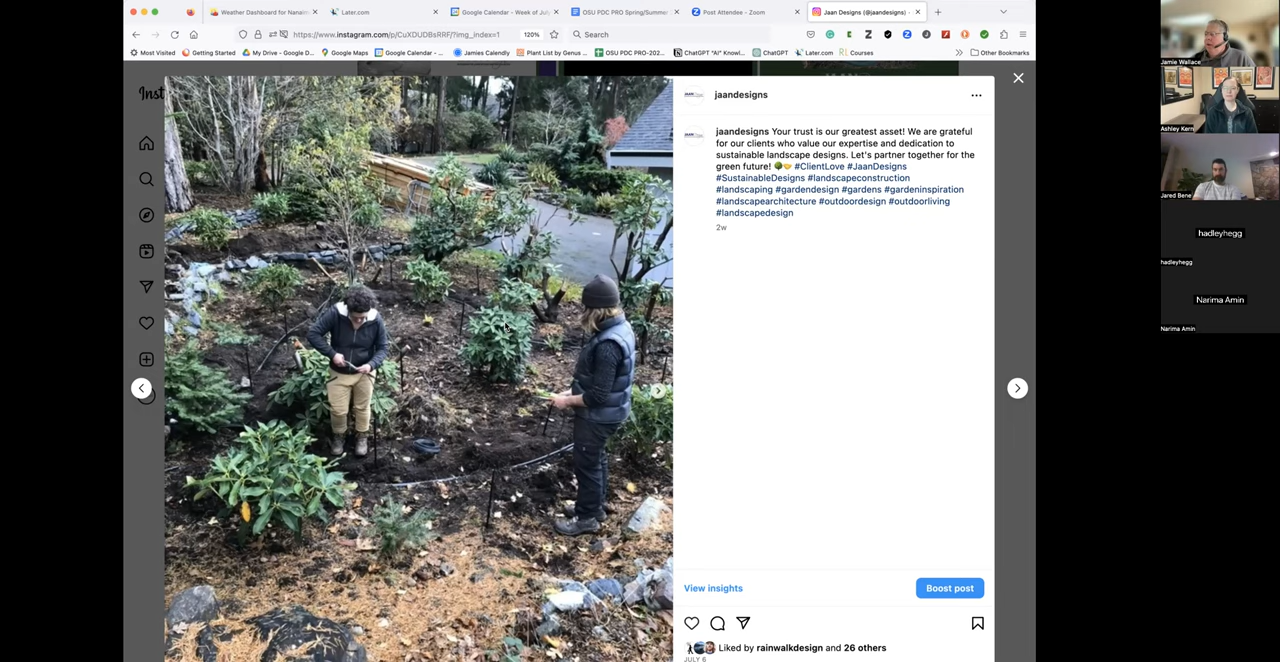 Weather Dashboard for Nanaim
Later.com
Google Calendar - Week of July
OSU PDC PRO Spring/Summer
Post Attendee - Zoom
Jaan Designs (@jaandesigns) ·
https://www.instagram.com/p/CuXDUDBsRRF/?img_index=1
120%
Search
Most Visited
Getting Started
My Drive - Google D...
Google Maps
Google Calendar - ...
Jamies Calendly
Plant List by Genus ...
OSU PDC PRO-202...
ChatGPT "AI" Knowl...
ChatGPT
Later.com
RL Courses
Other Bookmarks
Inst
jaandesigns
jaandesigns Your trust is our greatest asset! We are grateful
for our clients who value our expertise and dedication to
sustainable landscape designs. Let's partner together for the
green future! 🌳🤝 #ClientLove #JaanDesigns
#SustainableDesigns #landscapeconstruction
#landscaping #gardendesign #gardens #gardeninspiration
#landscapearchitecture #outdoordesign #outdoorliving
#landscapedesign
2w
View insights
Boost post
Liked by rainwalkdesign and 26 others
JULY 6
Jamie Wallace
Ashley Kern
Jared Bene
hadleyhegg
hadleyhegg
Narima Amin
Narima Amin